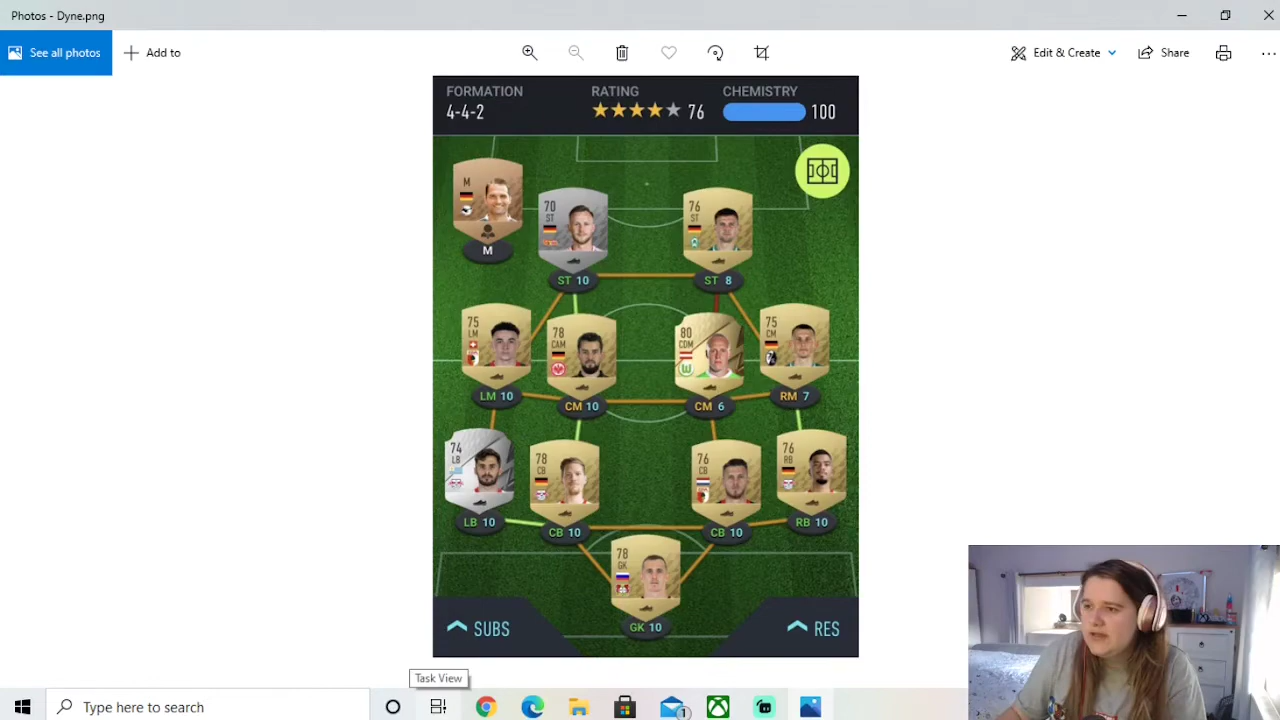 Photos - Dyne.png
See all photos
Add to
Edit & Create
Share
FORMATION
4-4-2
RATING
76
CHEMISTRY
100
M
M
70
ST
ST 10
76
ST
ST 8
75
LM
LM 10
78
CAM
CM 10
80
CDM
CM 6
75
CM
RM 7
74
LB
LB 10
78
CB
CB 10
76
CB
CB 10
76
RB
RB 10
78
GK
GK 10
SUBS
RES
Task View
Type here to search
1